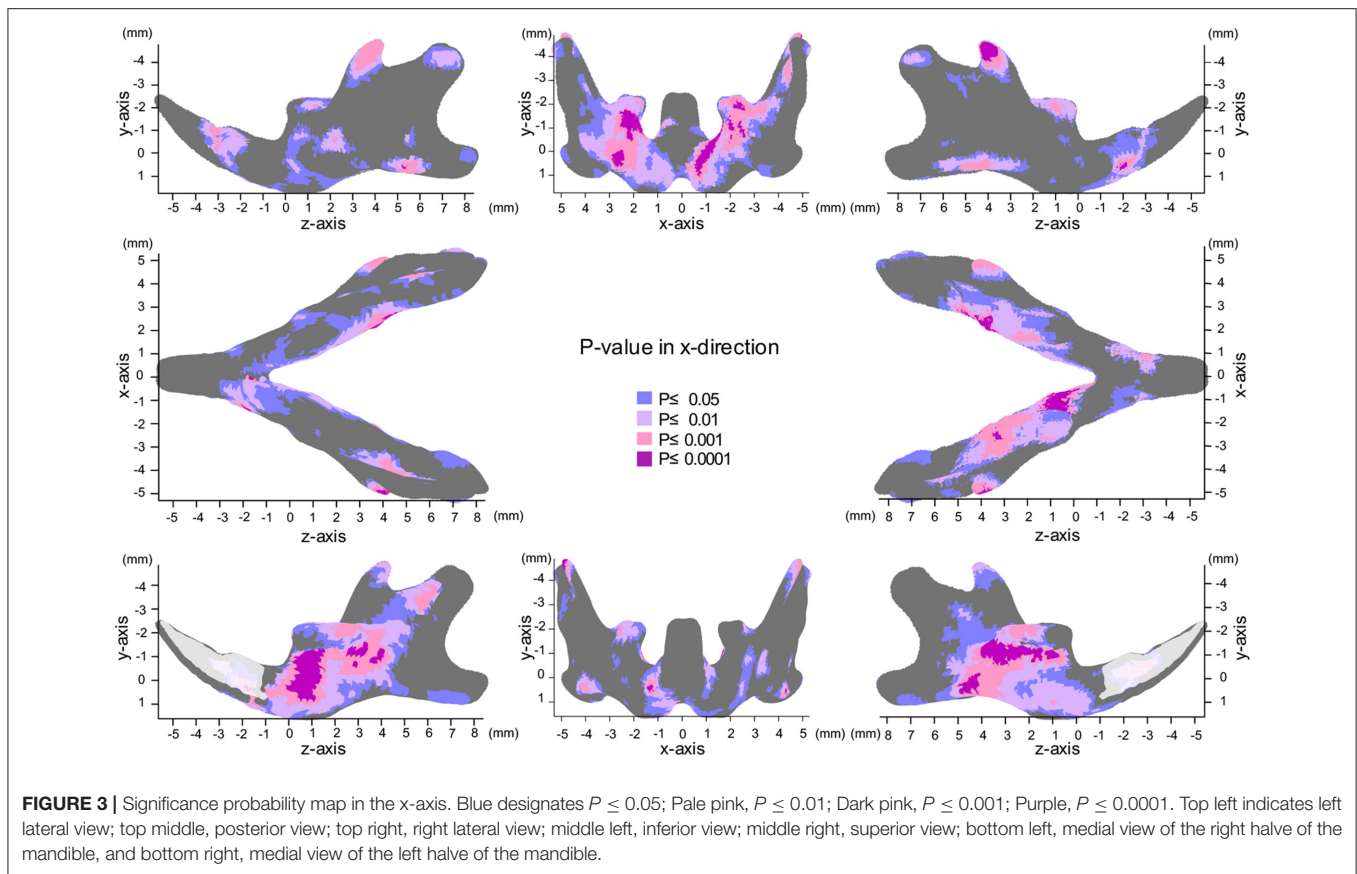 (mm)
-4
-3
-2
-1
0
1
y-axis
-5 -4 -3 -2 -1 0 1 2 3 4 5 6 7 8 (mm)
z-axis
(mm)
-4
-3
-2
-1
0
1
y-axis
5 4 3 2 1 0 -1 -2 -3 -4 -5 (mm)
x-axis
(mm)
-4
-3
-2
-1
0
1
y-axis
(mm) 8 7 6 5 4 3 2 1 0 -1 -2 -3 -4 -5
z-axis
(mm)
5
4
3
2
1
0
-1
-2
-3
-4
-5
x-axis
-5 -4 -3 -2 -1 0 1 2 3 4 5 6 7 8 (mm)
z-axis
P-value in x-direction
P≤ 0.05
P≤ 0.01
P≤ 0.001
P≤ 0.0001
(mm)
5
4
3
2
1
0
-1
-2
-3
-4
-5
x-axis
(mm) 8 7 6 5 4 3 2 1 0 -1 -2 -3 -4 -5
z-axis
(mm)
-4
-3
-2
-1
0
1
y-axis
-5 -4 -3 -2 -1 0 1 2 3 4 5 6 7 8 (mm)
z-axis
(mm)
-4
-3
-2
-1
0
1
y-axis
-5 -4 -3 -2 -1 0 1 2 3 4 5 (mm)
x-axis
(mm)
-4
-3
-2
-1
0
1
y-axis
(mm) 8 7 6 5 4 3 2 1 0 -1 -2 -3 -4 -5
z-axis
FIGURE 3 | Significance probability map in the x-axis. Blue designates P ≤ 0.05; Pale pink, P ≤ 0.01; Dark pink, P ≤ 0.001; Purple, P ≤ 0.0001. Top left indicates left
lateral view; top middle, posterior view; top right, right lateral view; middle left, inferior view; middle right, superior view; bottom left, medial view of the right halve of the
mandible, and bottom right, medial view of the left halve of the mandible.